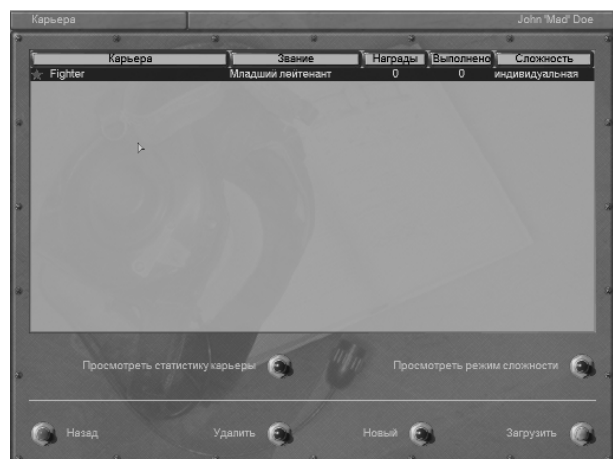 Карьера John 'Mad' Doe
Карьера Звание Награды Выполнено Сложность
Fighter Младший лейтенант 0 0 индивидуальная
Просмотреть статистику карьеры Просмотреть режим сложности
Назад Удалить Новый Загрузить